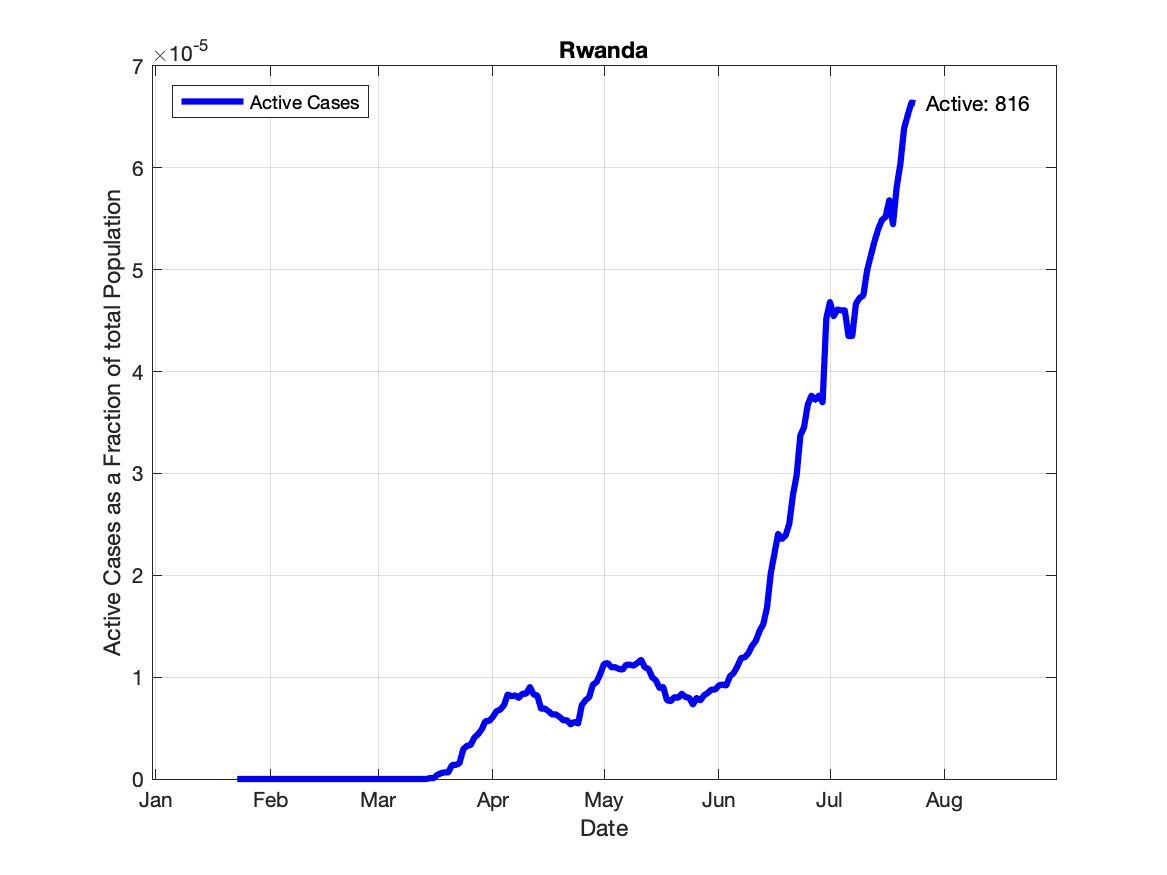 Rwanda
×10-5
Active Cases
Active: 816
7
6
5
4
3
2
1
0
Active Cases as a Fraction of total Population
Jan Feb Mar Apr May Jun Jul Aug
Date